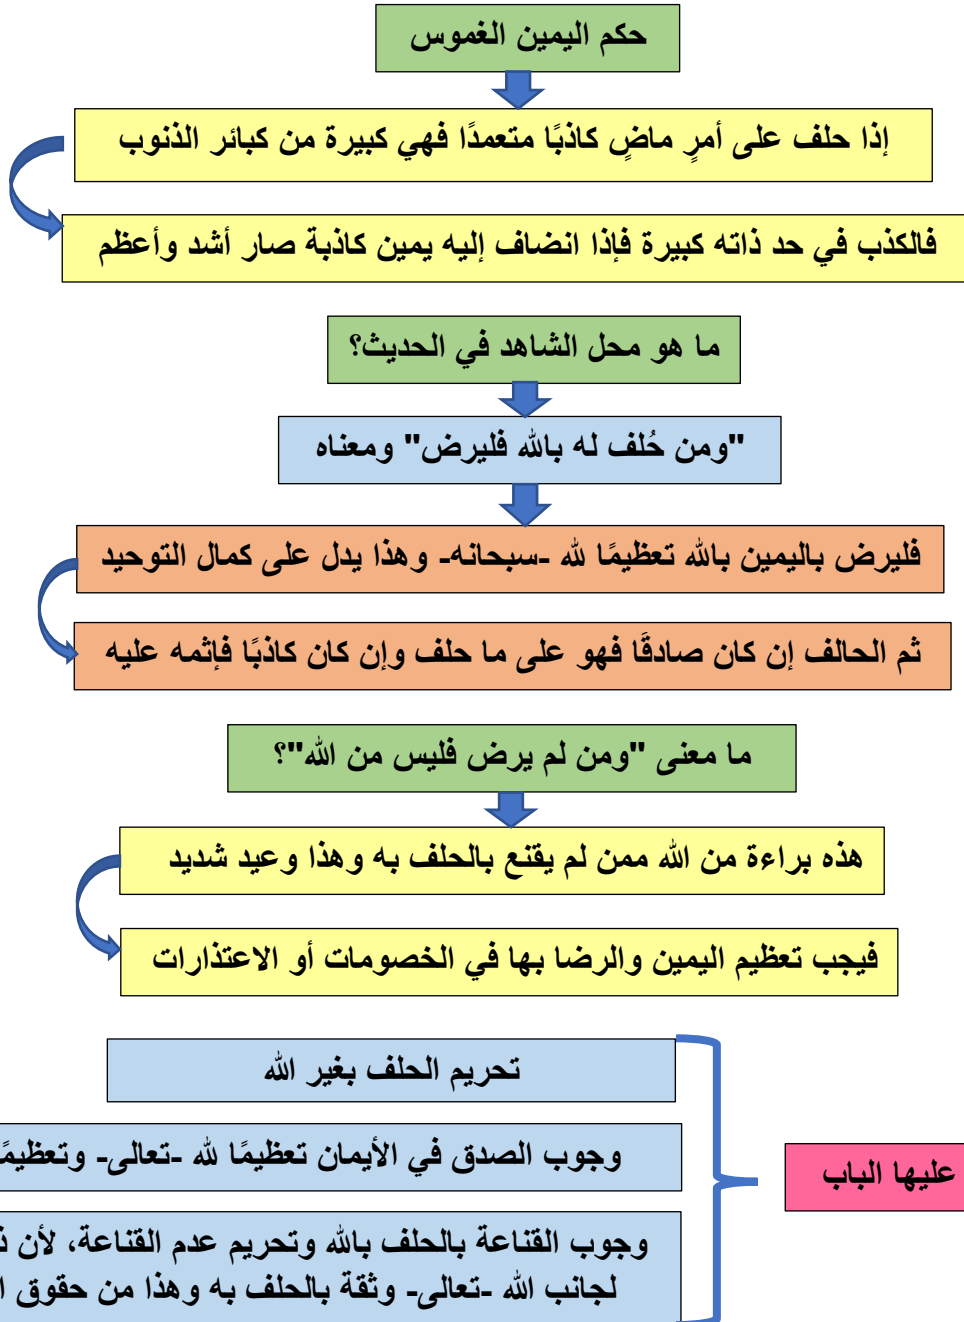 حكم اليمين الغموس
إذا حلف على أمرٍ ماضٍ كاذبًا متعمدًا فهي كبيرة من كبائر الذنوب
فالكذب في حد ذاته كبيرة فإذا انضاف إليه يمين كاذبة صار أشد وأعظم
ما هو محل الشاهد في الحديث؟
"ومن حُلف له بالله فليرض" ومعناه
فليرض باليمين بالله تعظيمًا لله -سبحانه- وهذا يدل على كمال التوحيد
ثم الحالف إن كان صادقًا فهو على ما حلف وإن كان كاذبًا فإثمه عليه
ما معنى "ومن لم يرض فليس من الله"؟
هذه براءة من الله ممن لم يقنع بالحلف به وهذا وعيد شديد
فيجب تعظيم اليمين والرضا بها في الخصومات أو الاعتذارات
عليها الباب
تحريم الحلف بغير الله
وجوب الصدق في الأيمان تعظيمًا لله -تعالى- وتعظيمً
وجوب القناعة بالحلف بالله وتحريم عدم القناعة، لأن
لجانب الله -تعالى- وثقة بالحلف به وهذا من حقوق